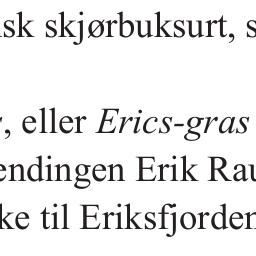 sk skjørbuksurt, s
, eller Erics-gras
endingen Erik Rau
ke til Eriksfjorden